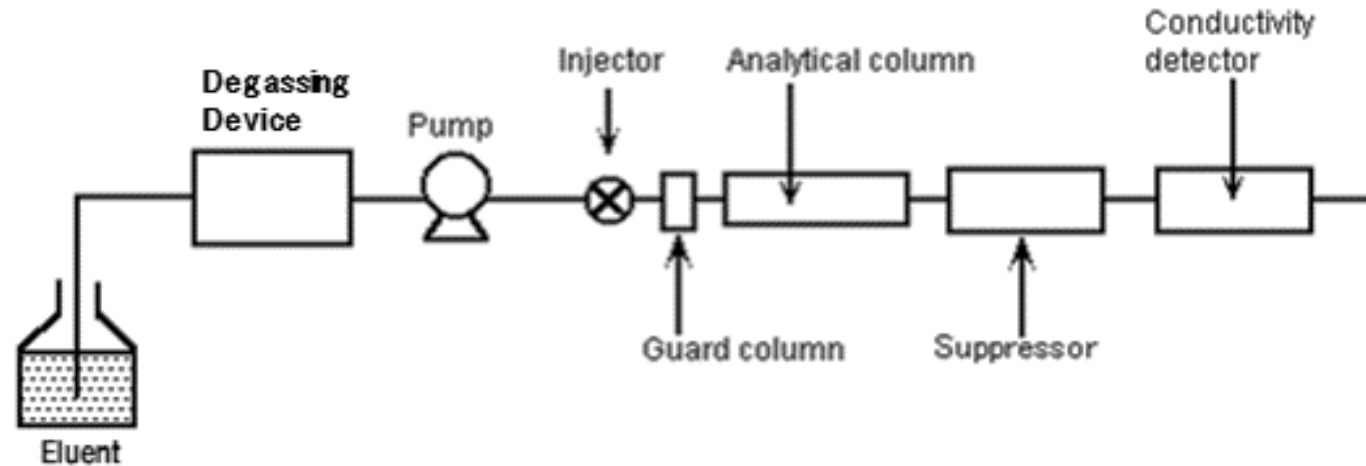 Degassing
Device
Pump
Injector
Analytical column
Conductivity
detector
Guard column
Suppressor
Eluent